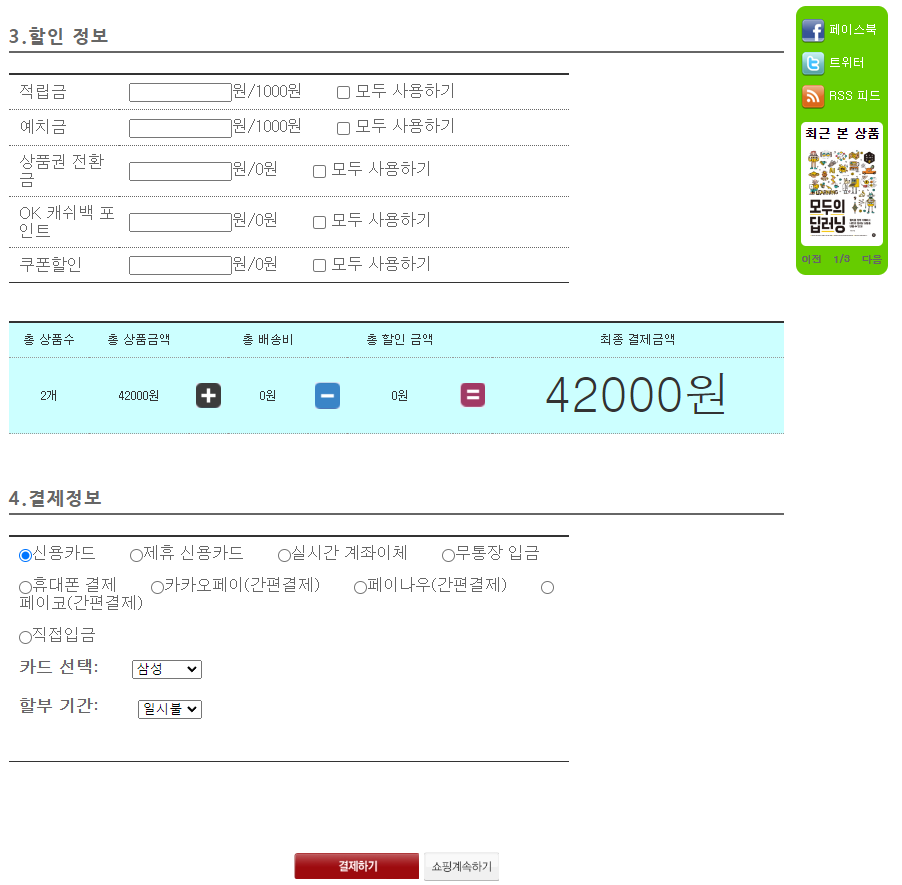 3.할인 정보
적립금 원/1000원 모두 사용하기
예치금 원/1000원 모두 사용하기
상품권 전환
금 원/0원 모두 사용하기
OK 캐쉬백 포
인트 원/0원 모두 사용하기
쿠폰할인 원/0원 모두 사용하기
총 상품수 총 상품금액 총 배송비 총 할인 금액 최종 결제금액
2개 42000원 + 0원 - 0원 = 42000원
4.결제정보
신용카드 제휴 신용카드 실시간 계좌이체 무통장 입금
휴대폰 결제 카카오페이(간편결제) 페이나우(간편결제)
페이코(간편결제)
직접입금
카드 선택: 삼성
할부 기간: 일시불
결제하기 쇼핑계속하기
페이스북
트위터
RSS 피드
최근 본 상품
모두의
딥러닝
이전 1/3 다음